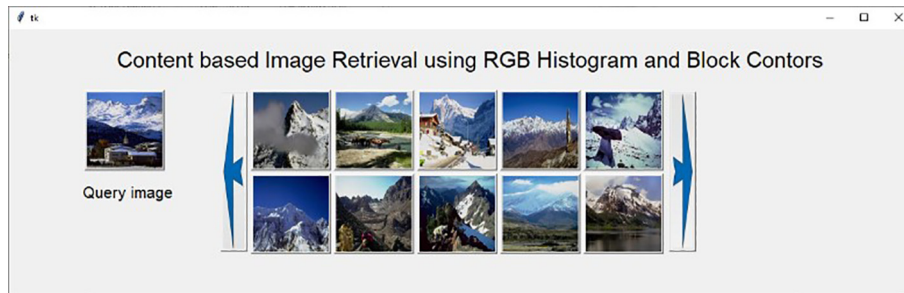 tk
Content based Image Retrieval using RGB Histogram and Block Contors
Query image